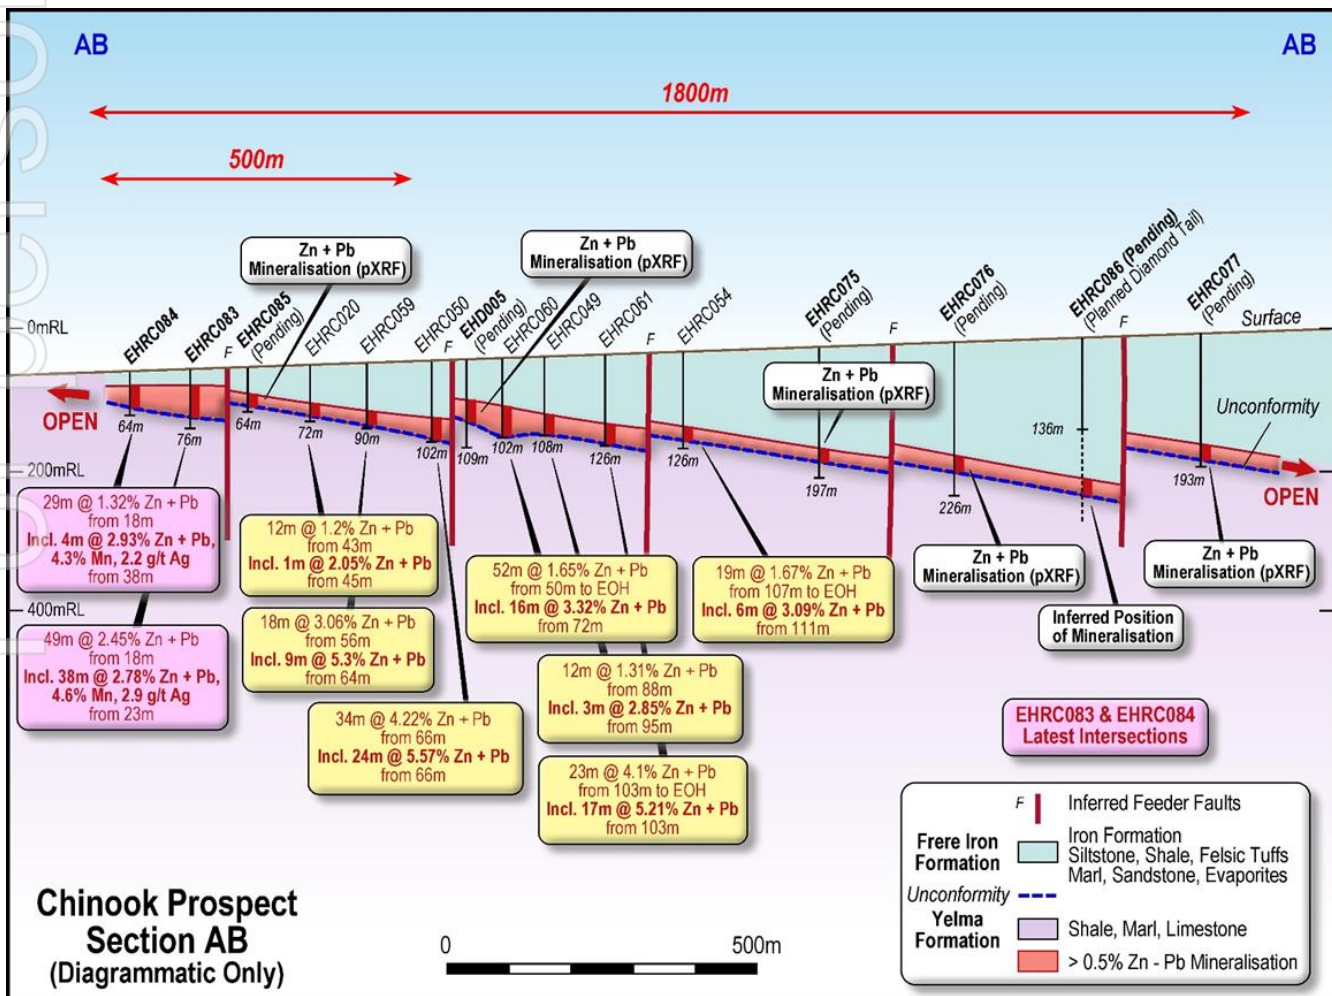 AB
AB
1800m
500m
Zn + Pb
Mineralisation (pXRF)
Zn + Pb
Mineralisation (pXRF)
0mRL
EHRC084
EHRC083
F
EHRC085
(Pending)
EHRC020
EHRC059
EHRC050
F
EHD005
(Pending)
EHRC060
EHRC049
EHRC061
F
EHRC054
EHRC075
(Pending)
F
EHRC076
(Pending)
EHRC086 (Pending)
(Planned Diamond Tail)
F
EHRC077
(Pending)
Surface
Zn + Pb
Mineralisation (pXRF)
OPEN
64m
76m
64m
72m
90m
102m
109m
102m
108m
126m
126m
197m
226m
136m
193m
Unconformity
OPEN
200mRL
29m @ 1.32% Zn + Pb
from 18m
Incl. 4m @ 2.93% Zn + Pb,
4.3% Mn, 2.2 g/t Ag
from 38m
12m @ 1.2% Zn + Pb
from 43m
Incl. 1m @ 2.05% Zn + Pb
from 45m
52m @ 1.65% Zn + Pb
from 50m to EOH
Incl. 16m @ 3.32% Zn + Pb
from 72m
19m @ 1.67% Zn + Pb
from 107m to EOH
Incl. 6m @ 3.09% Zn + Pb
from 111m
Zn + Pb
Mineralisation (pXRF)
Zn + Pb
Mineralisation (pXRF)
Inferred Position
of Mineralisation
400mRL
49m @ 2.45% Zn + Pb
from 18m
Incl. 38m @ 2.78% Zn + Pb,
4.6% Mn, 2.9 g/t Ag
from 23m
18m @ 3.06% Zn + Pb
from 56m
Incl. 9m @ 5.3% Zn + Pb
from 64m
34m @ 4.22% Zn + Pb
from 66m
Incl. 24m @ 5.57% Zn + Pb
from 66m
12m @ 1.31% Zn + Pb
from 88m
Incl. 3m @ 2.85% Zn + Pb
from 95m
23m @ 4.1% Zn + Pb
from 103m to EOH
Incl. 17m @ 5.21% Zn + Pb
from 103m
EHRC083 & EHRC084
Latest Intersections
F Inferred Feeder Faults
Frere Iron
Formation
Iron Formation
Siltstone, Shale, Felsic Tuffs
Marl, Sandstone, Evaporites
Unconformity
Yelma
Formation
Shale, Marl, Limestone
> 0.5% Zn - Pb Mineralisation
Chinook Prospect
Section AB
(Diagrammatic Only)
0
500m